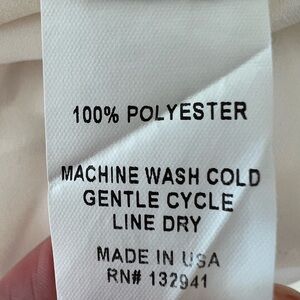 100% POLYESTER
MACHINE WASH COLD
GENTLE CYCLE
LINE DRY
MADE IN USA
RN# 132941